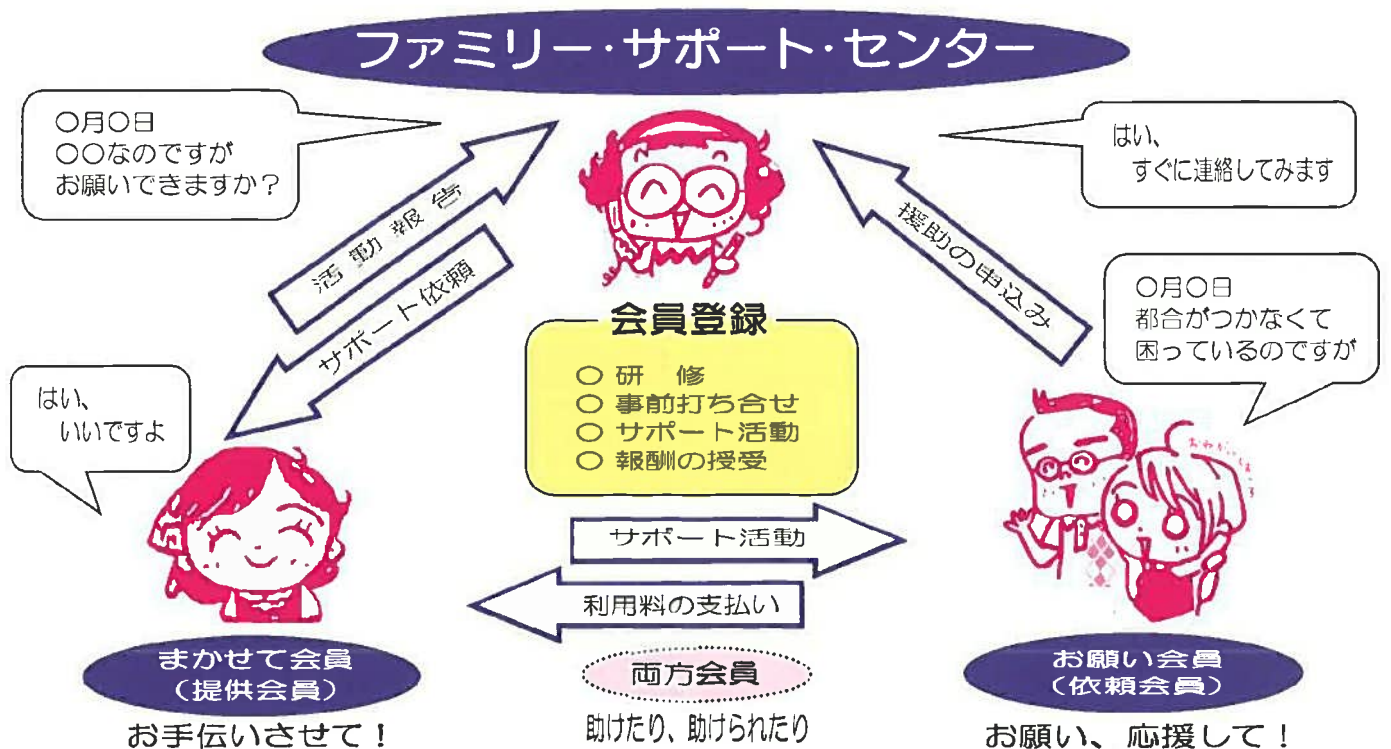 ファミリー・サポート・センター
〇月〇日
〇〇なのですが
お願いできますか?
はい、
すぐに連絡してみます
活動報告
サポート依頼
援助の申込み
〇月〇日
都合がつかなくて
困っているのですが
はい、
いいですよ
会員登録
〇 研 修
〇 事前打ち合せ
〇 サポート活動
〇 報酬の授受
サポート活動
利用料の支払い
まかせて会員
(提供会員)
お手伝いさせて!
両方会員
助けたり、助けられたり
お願い会員
(依頼会員)
お願い、応援して!